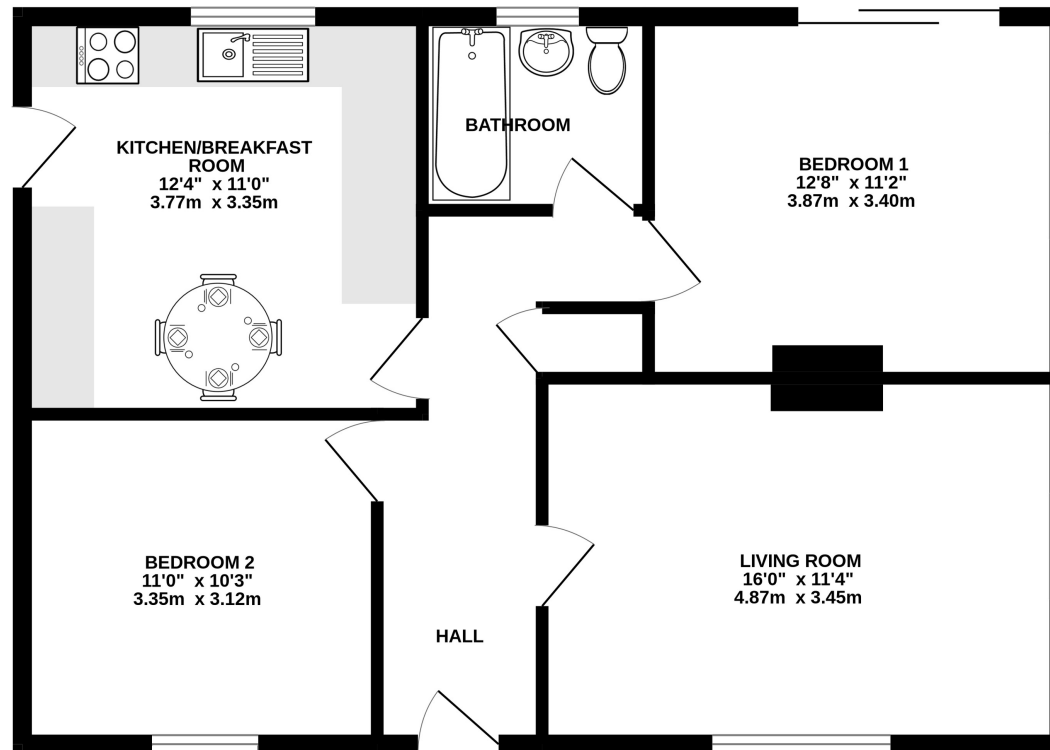 KITCHEN/BREAKFAST
ROOM
12'4" x 11'0"
3.77m x 3.35m
BATHROOM
BEDROOM 1
12'8" x 11'2"
3.87m x 3.40m
BEDROOM 2
11'0" x 10'3"
3.35m x 3.12m
HALL
LIVING ROOM
16'0" x 11'4"
4.87m x 3.45m